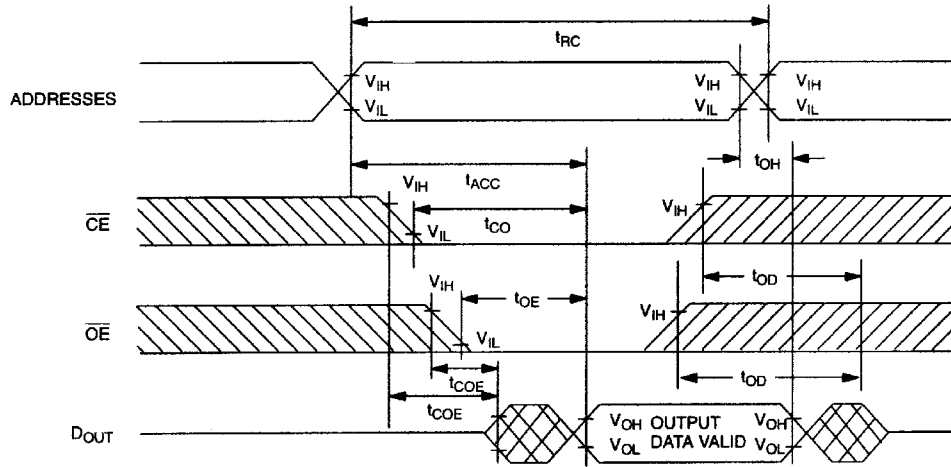 tRC
ADDRESSES
VIH
VIL
VIH
VIL
VIH
VIL
tOH
tACC
CE
VIH
tCO
VIL
VIH
tOD
OE
VIH
tOE
VIL
VIH
tOD
tCOE
tCOE
DOUT
VOH OUTPUT VOH
VOL DATA VALID VOL